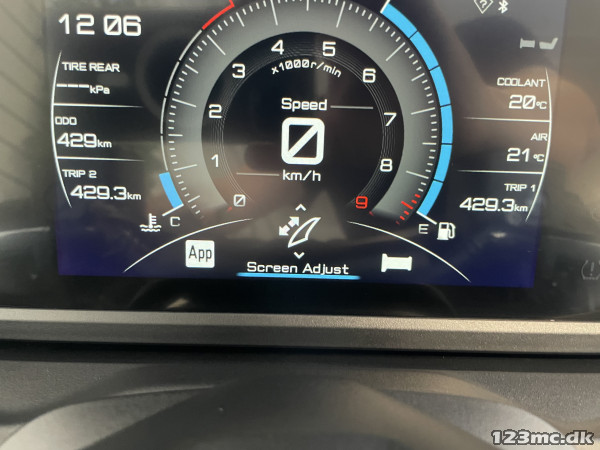 12 06
TIRE REAR
---kPa
ODO
429km
TRIP 2
429.3km
0
1
2
3
4
5
6
7
8
9
x1000r/min
Speed
0
km/h
COOLANT
20℃
AIR
21℃
TRIP 1
429.3km
C
E
App
Screen Adjust
123mc.dk